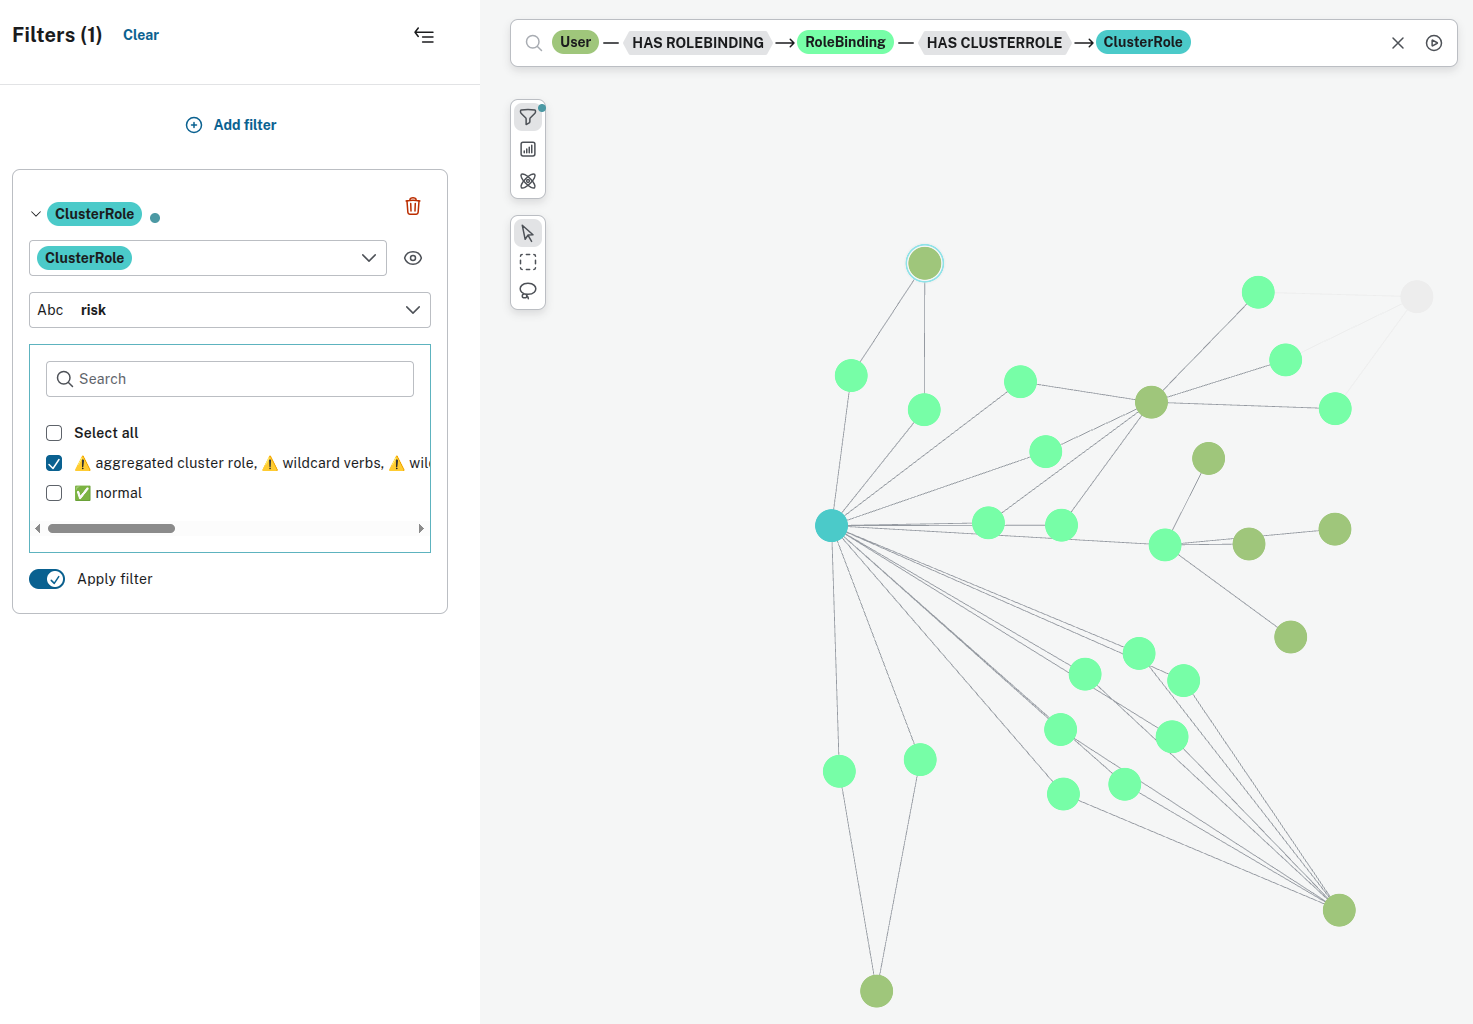 Filters (1) Clear
User HAS ROLEBINDING RoleBinding HAS CLUSTERROLE ClusterRole
Add filter
ClusterRole
ClusterRole
Abc risk
Search
Select all
⚠️ aggregated cluster role, ⚠️ wildcard verbs, ⚠️ wil
✅ normal
Apply filter